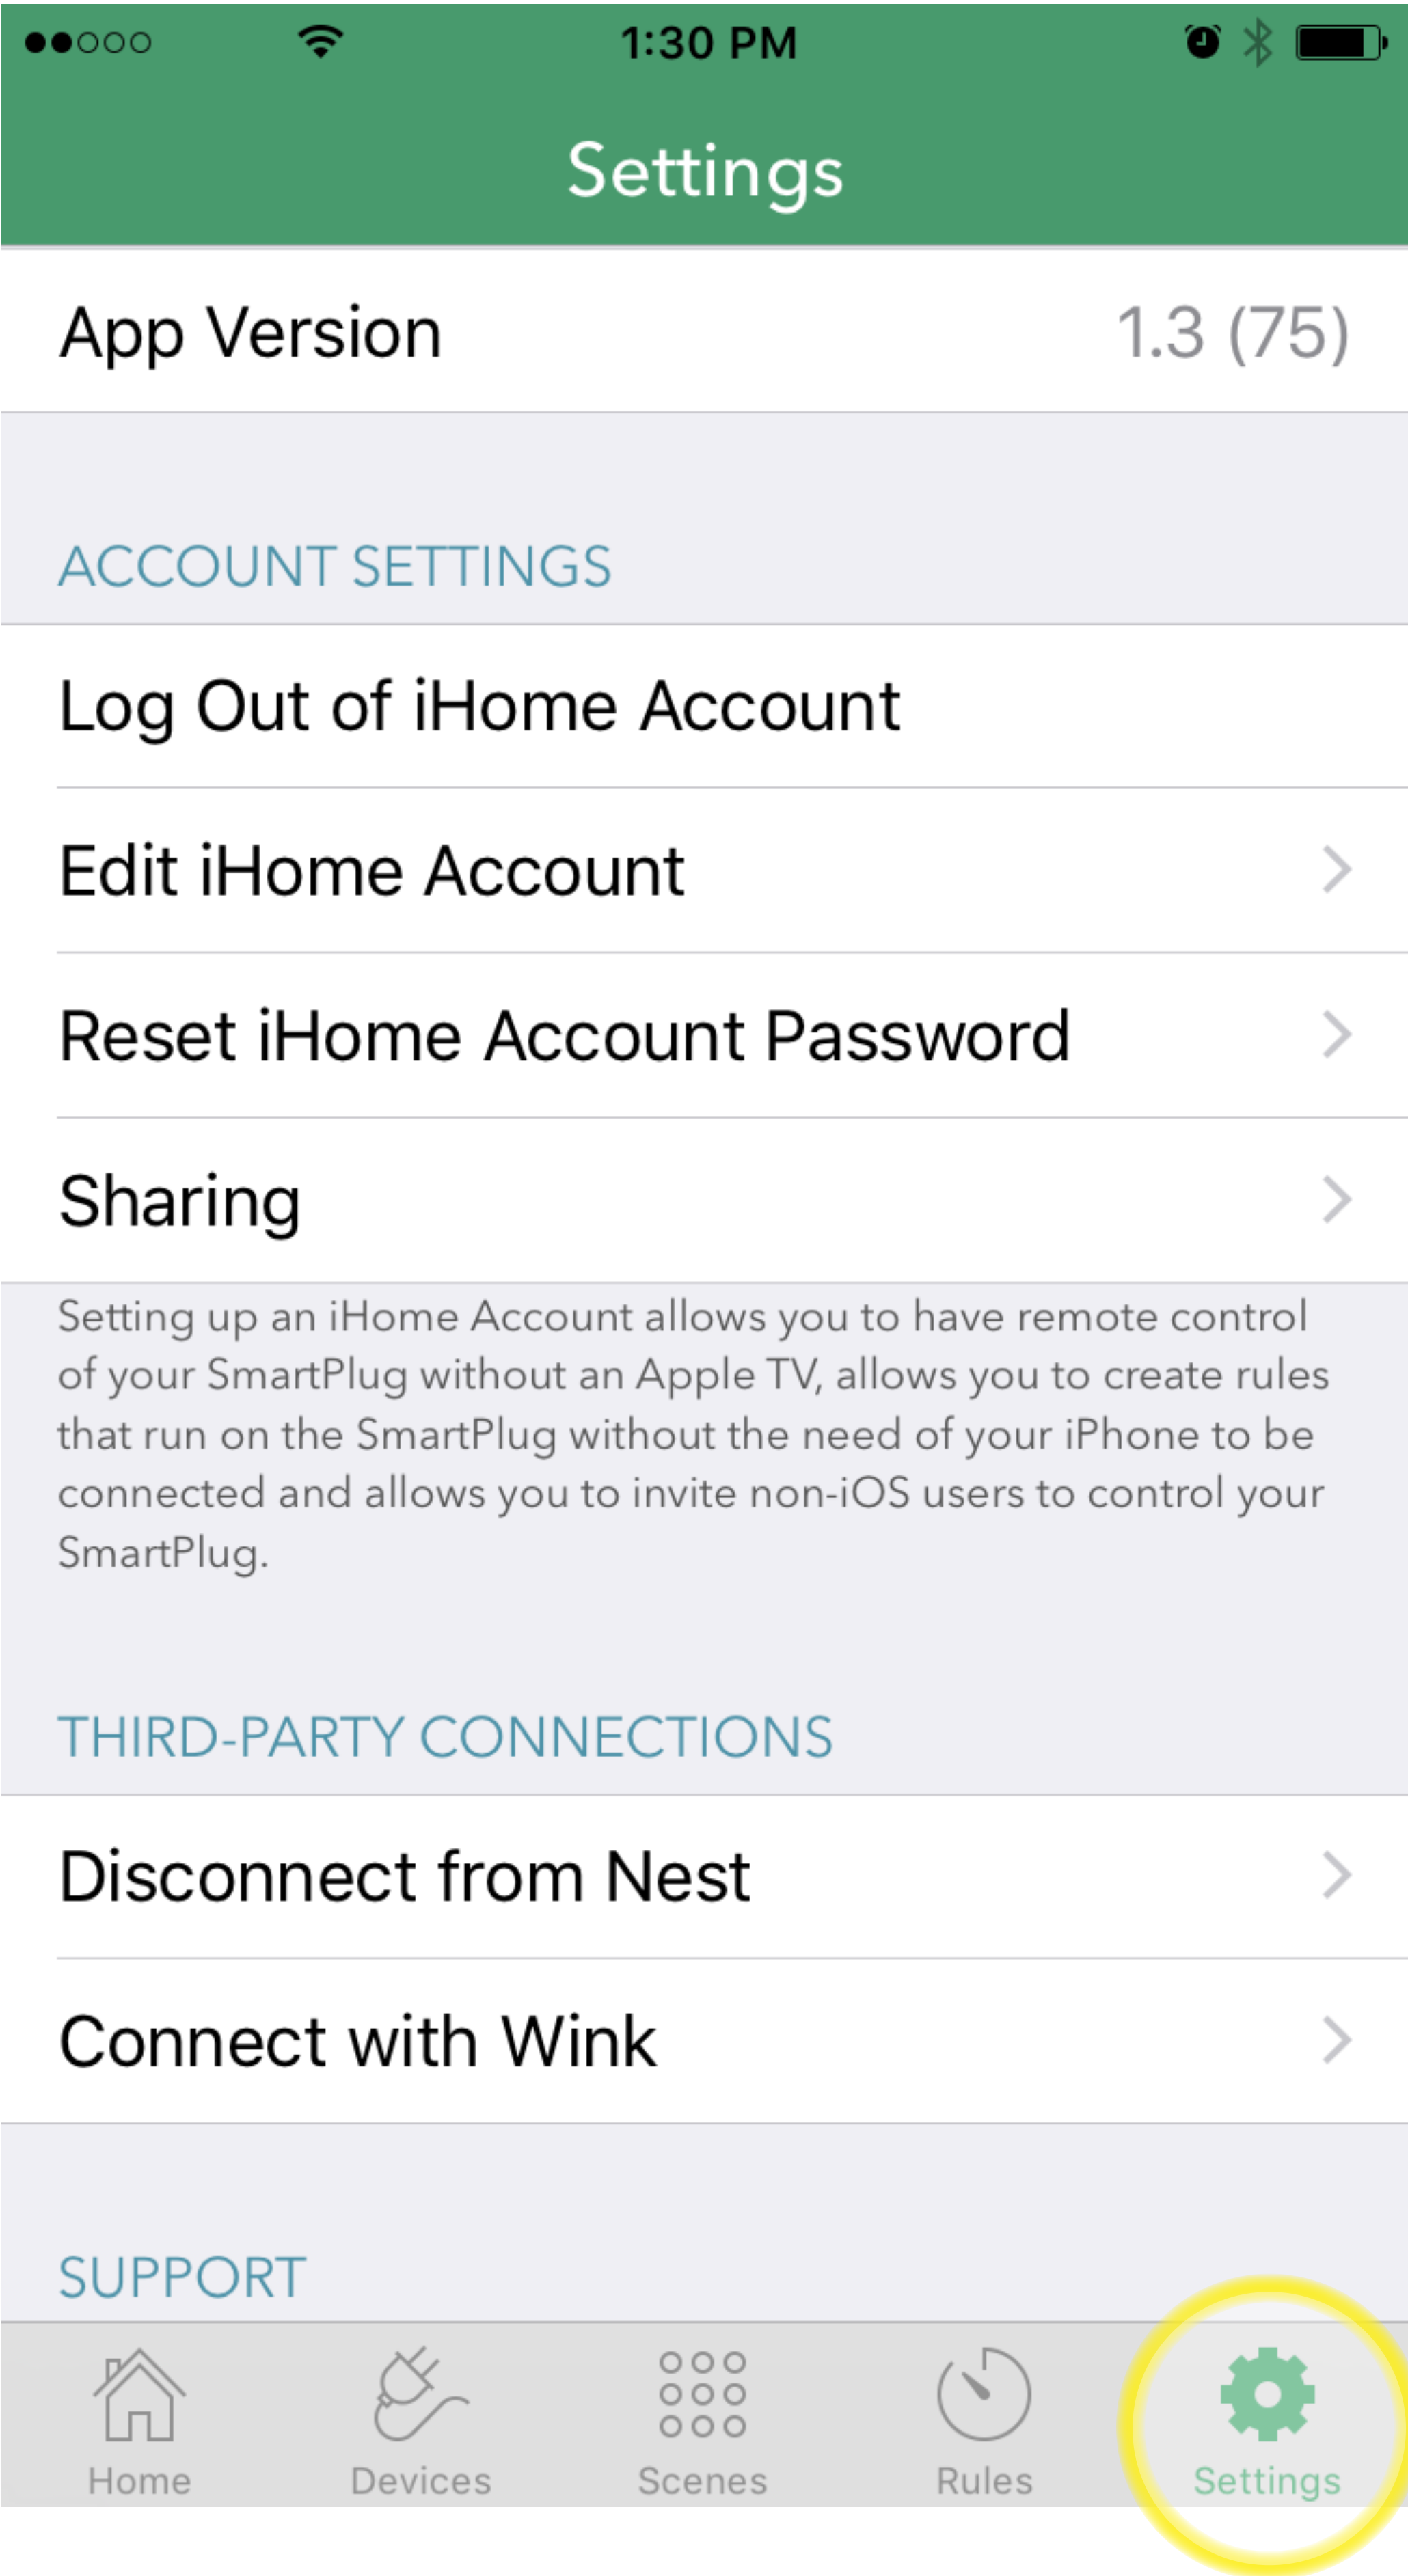 1:30 PM
Settings
App Version 1.3 (75)
ACCOUNT SETTINGS
Log Out of iHome Account
Edit iHome Account
Reset iHome Account Password
Sharing
Setting up an iHome Account allows you to have remote control
of your SmartPlug without an Apple TV, allows you to create rules
that run on the SmartPlug without the need of your iPhone to be
connected and allows you to invite non-iOS users to control your
SmartPlug.
THIRD-PARTY CONNECTIONS
Disconnect from Nest
Connect with Wink
SUPPORT
Home Devices Scenes Rules Settings